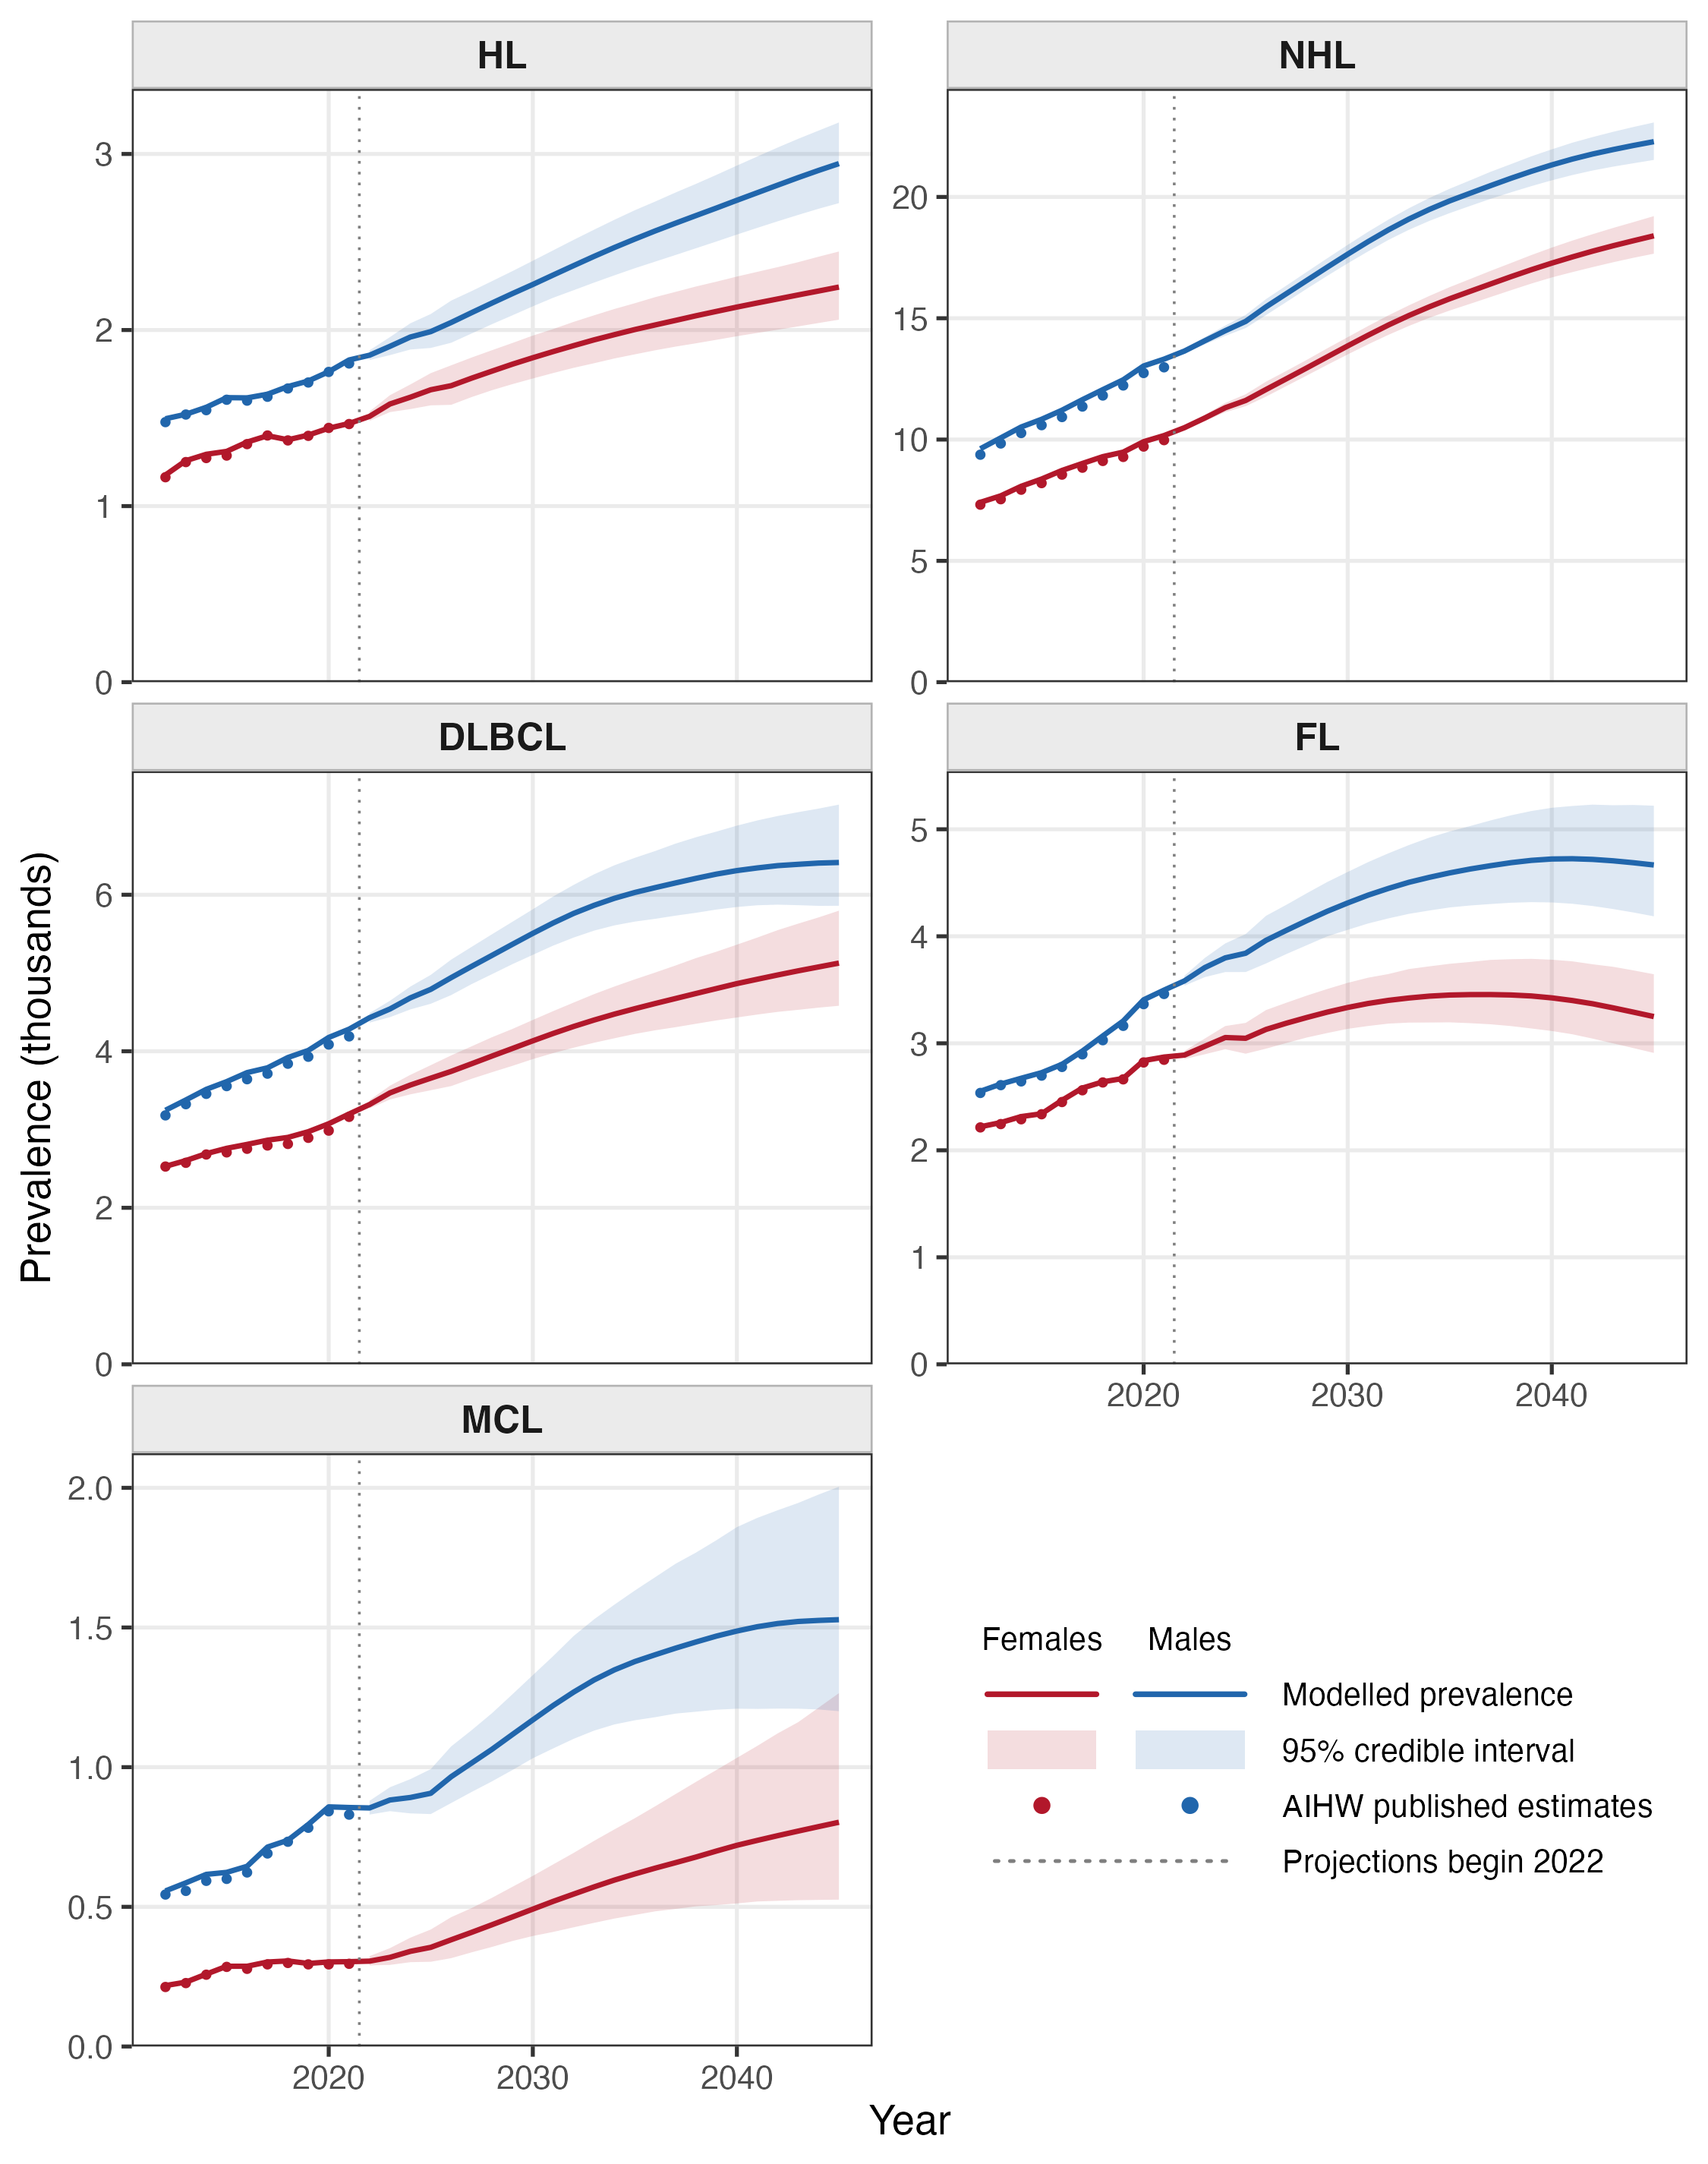 HL
NHL
3
2
1
0
20
15
10
5
0
DLBCL
FL
6
4
2
0
5
4
3
2
1
0
2020
2030
2040
MCL
2.0
1.5
1.0
0.5
0.0
2020
2030
2040
Prevalence (thousands)
Year
Females Males
Modelled prevalence
95% credible interval
AIHW published estimates
Projections begin 2022